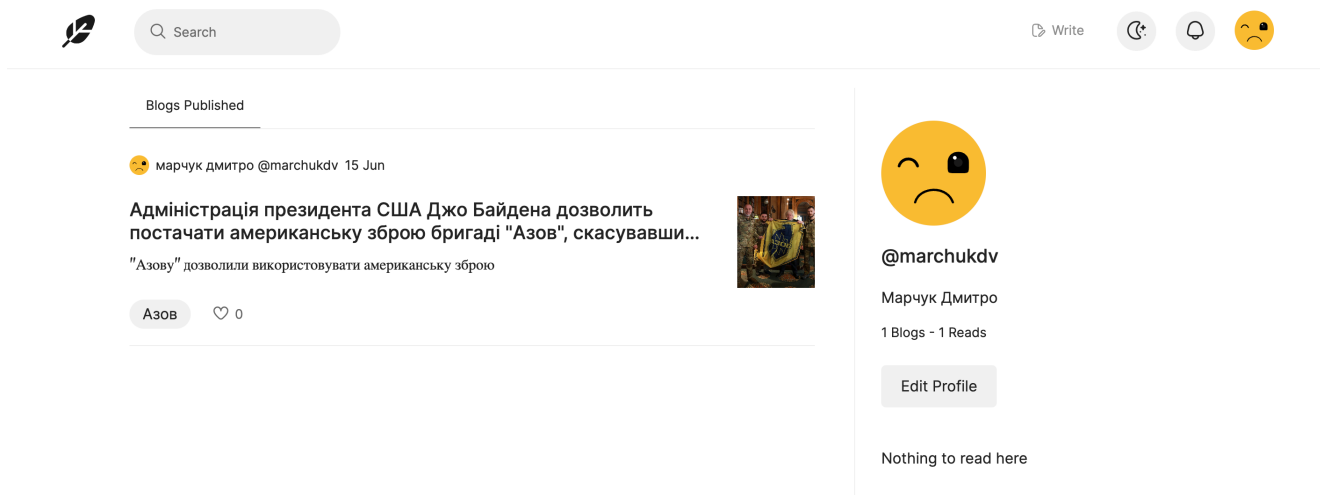 Search
Write
Blogs Published
марчук дмитро @marchukdv 15 Jun
Адміністрація президента США Джо Байдена дозволить
постачати американську зброю бригаді "Азов", скасувавши...
"Азову" дозволили використовувати американську зброю
Азов
0
@marchukdv
Марчук Дмитро
1 Blogs - 1 Reads
Edit Profile
Nothing to read here